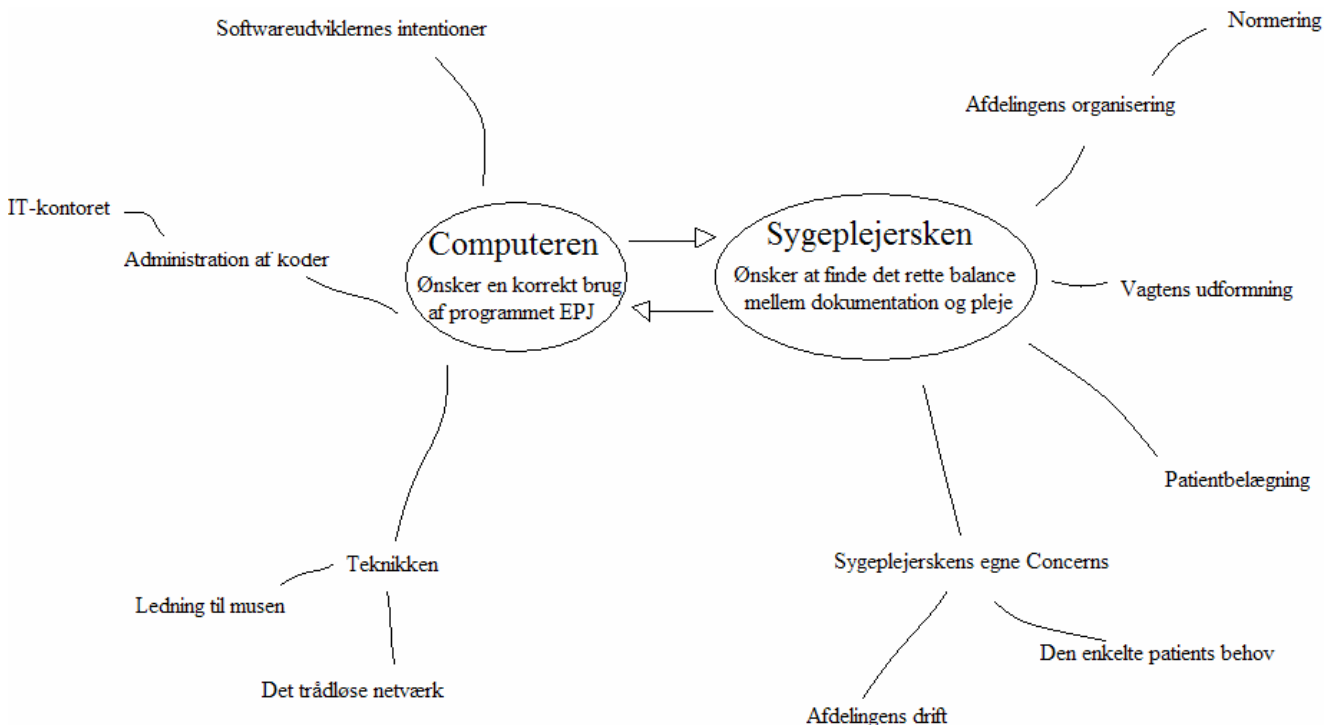 Normering
Softwareudviklernes intentioner
Afdelingens organisering
IT-kontoret
Administration af koder
Computeren
Ønsker en korrekt brug
af programmet EPJ
Sygeplejersken
Ønsker at finde det rette balance
mellem dokumentation og pleje
Vagtens udformning
Patientbelægning
Teknikken
Ledning til musen
Det trådløse netværk
Sygeplejerskens egne Concerns
Den enkelte patients behov
Afdelingens drift